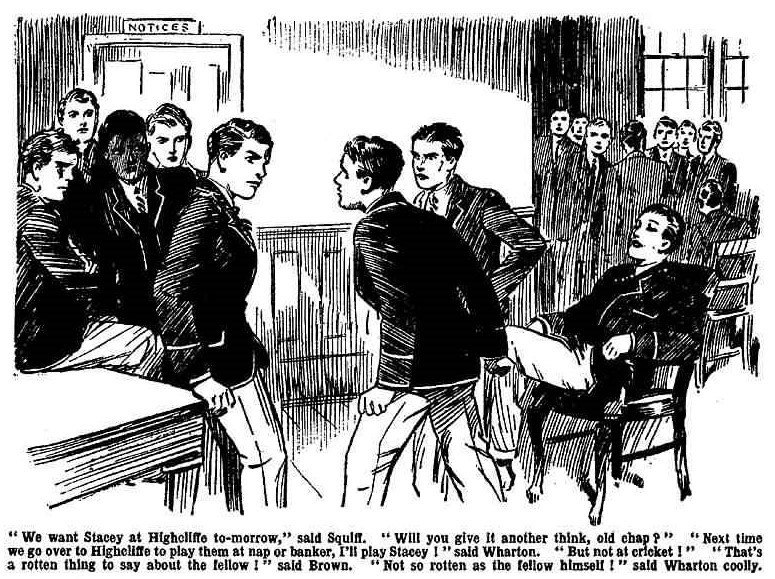 NOTICES
"We want Stacey at Highcliffe to-morrow," said Squiff. "Will you give it another think, old chap?" "Next time
we go over to Highcliffe to play them at nap or banker, I'll play Stacey!" said Wharton. "But not at cricket!" "That's
a rotten thing to say about the fellow!" said Brown. "Not so rotten as the fellow himself!" said Wharton coolly.